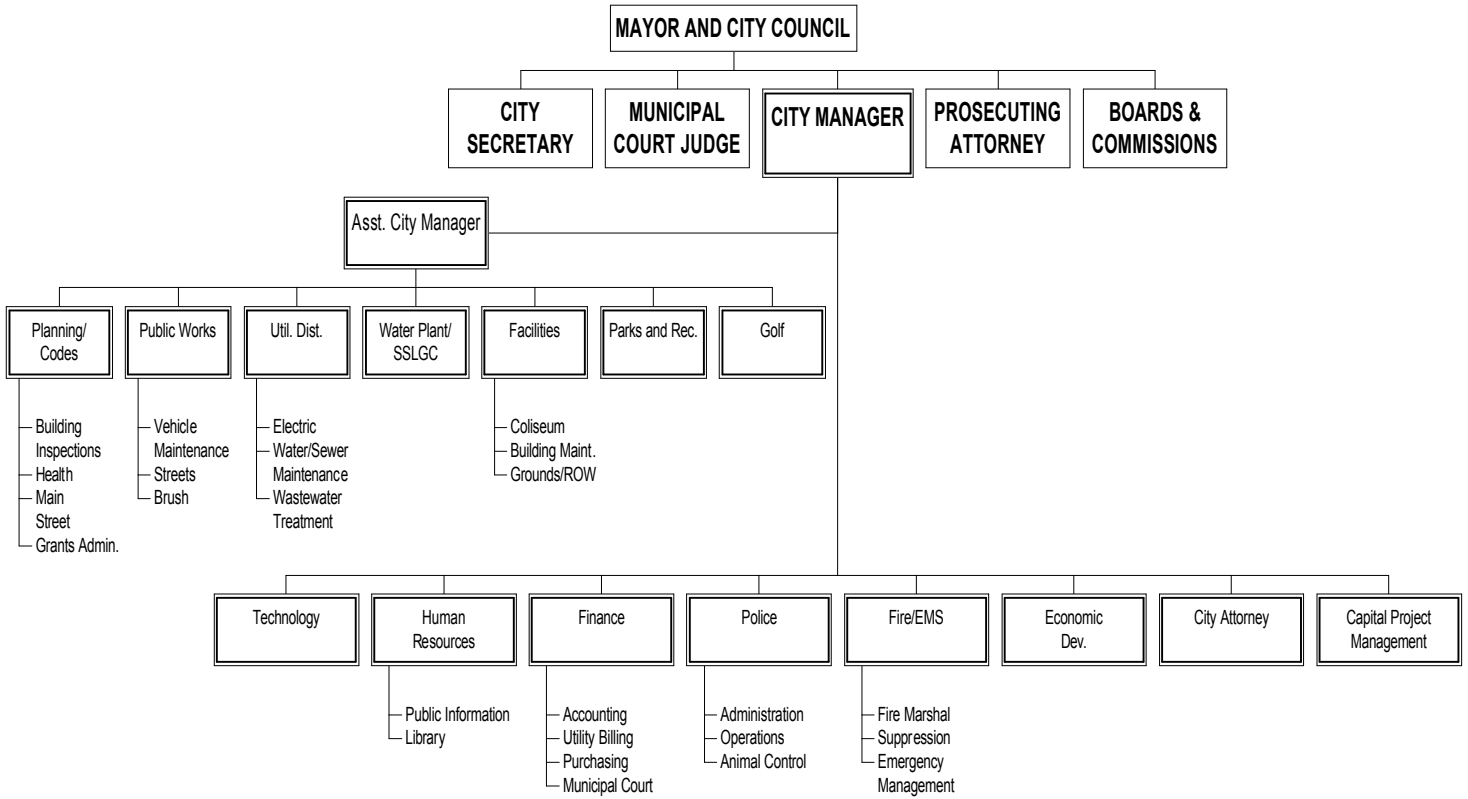 MAYOR AND CITY COUNCIL
CITY
SECRETARY
MUNICIPAL
COURT JUDGE
CITY MANAGER
PROSECUTING
ATTORNEY
BOARDS &
COMMISSIONS
Asst. City Manager
Planning/
Codes
Building
Inspections
Health
Main
Street
Grants Admin.
Public Works
Vehicle
Maintenance
Streets
Brush
Util. Dist.
Electric
Water/Sewer
Maintenance
Wastewater
Treatment
Water Plant/
SSLGC
Facilities
Coliseum
Building Maint.
Grounds/ROW
Parks and Rec.
Golf
Technology
Human
Resources
Public Information
Library
Finance
Accounting
Utility Billing
Purchasing
Municipal Court
Police
Administration
Operations
Animal Control
Fire/EMS
Fire Marshal
Suppression
Emergency
Management
Economic
Dev.
City Attorney
Capital Project
Management